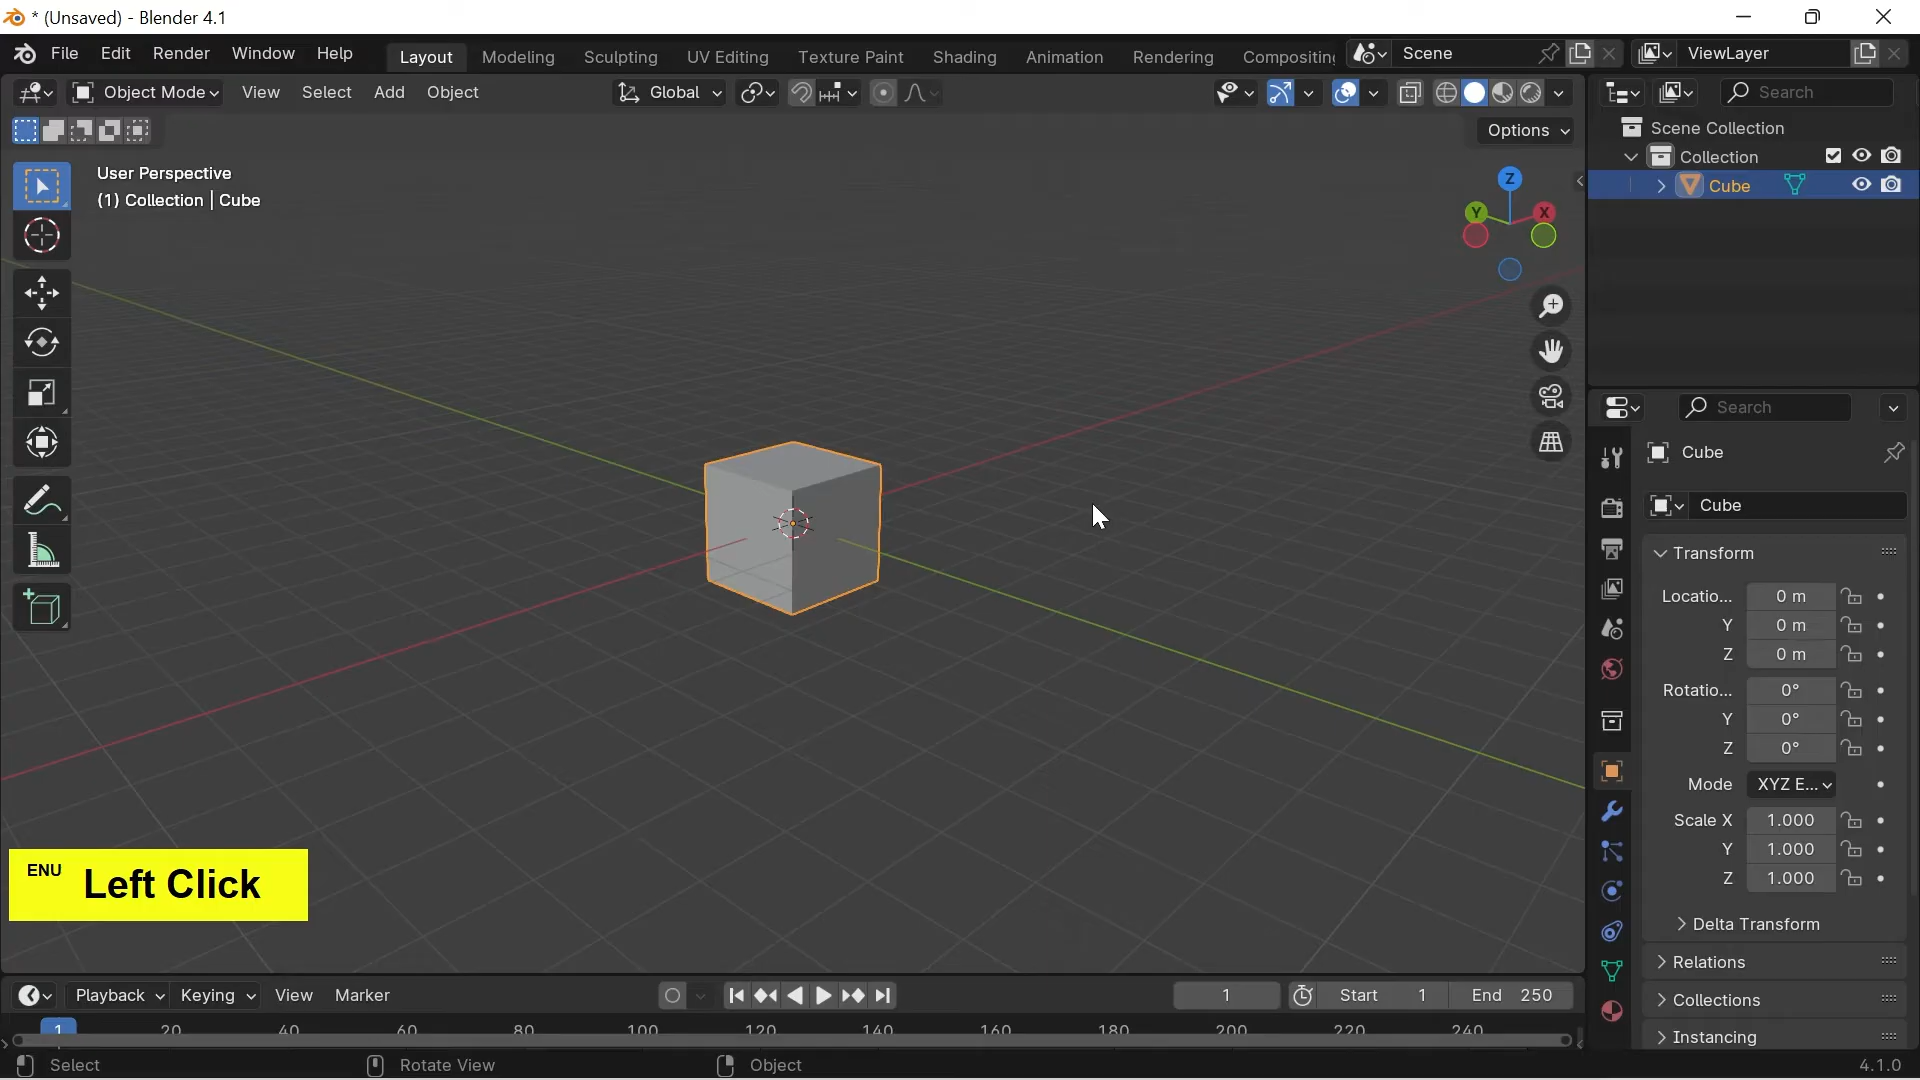 * (Unsaved) - Blender 4.1
File Edit Render Window Help
Layout Modeling Sculpting UV Editing Texture Paint Shading Animation Rendering Compositing
Scene
ViewLayer
Object Mode View Select Add Object
Global
Search
Options
User Perspective
(1) Collection | Cube
Z
Y
X
Scene Collection
Collection
Cube
Search
Cube
Cube
Transform
Locatio... 0 m
Y 0 m
Z 0 m
Rotatio... 0°
Y 0°
Z 0°
Mode XYZ E...
Scale X 1.000
Y 1.000
Z 1.000
Delta Transform
Relations
Collections
Instancing
ENU Left Click
Playback Keying View Marker
1
Start 1
End 250
1 20 40 60 80 100 120 140 160 180 200 220 240
Select
Rotate View
Object
4.1.0